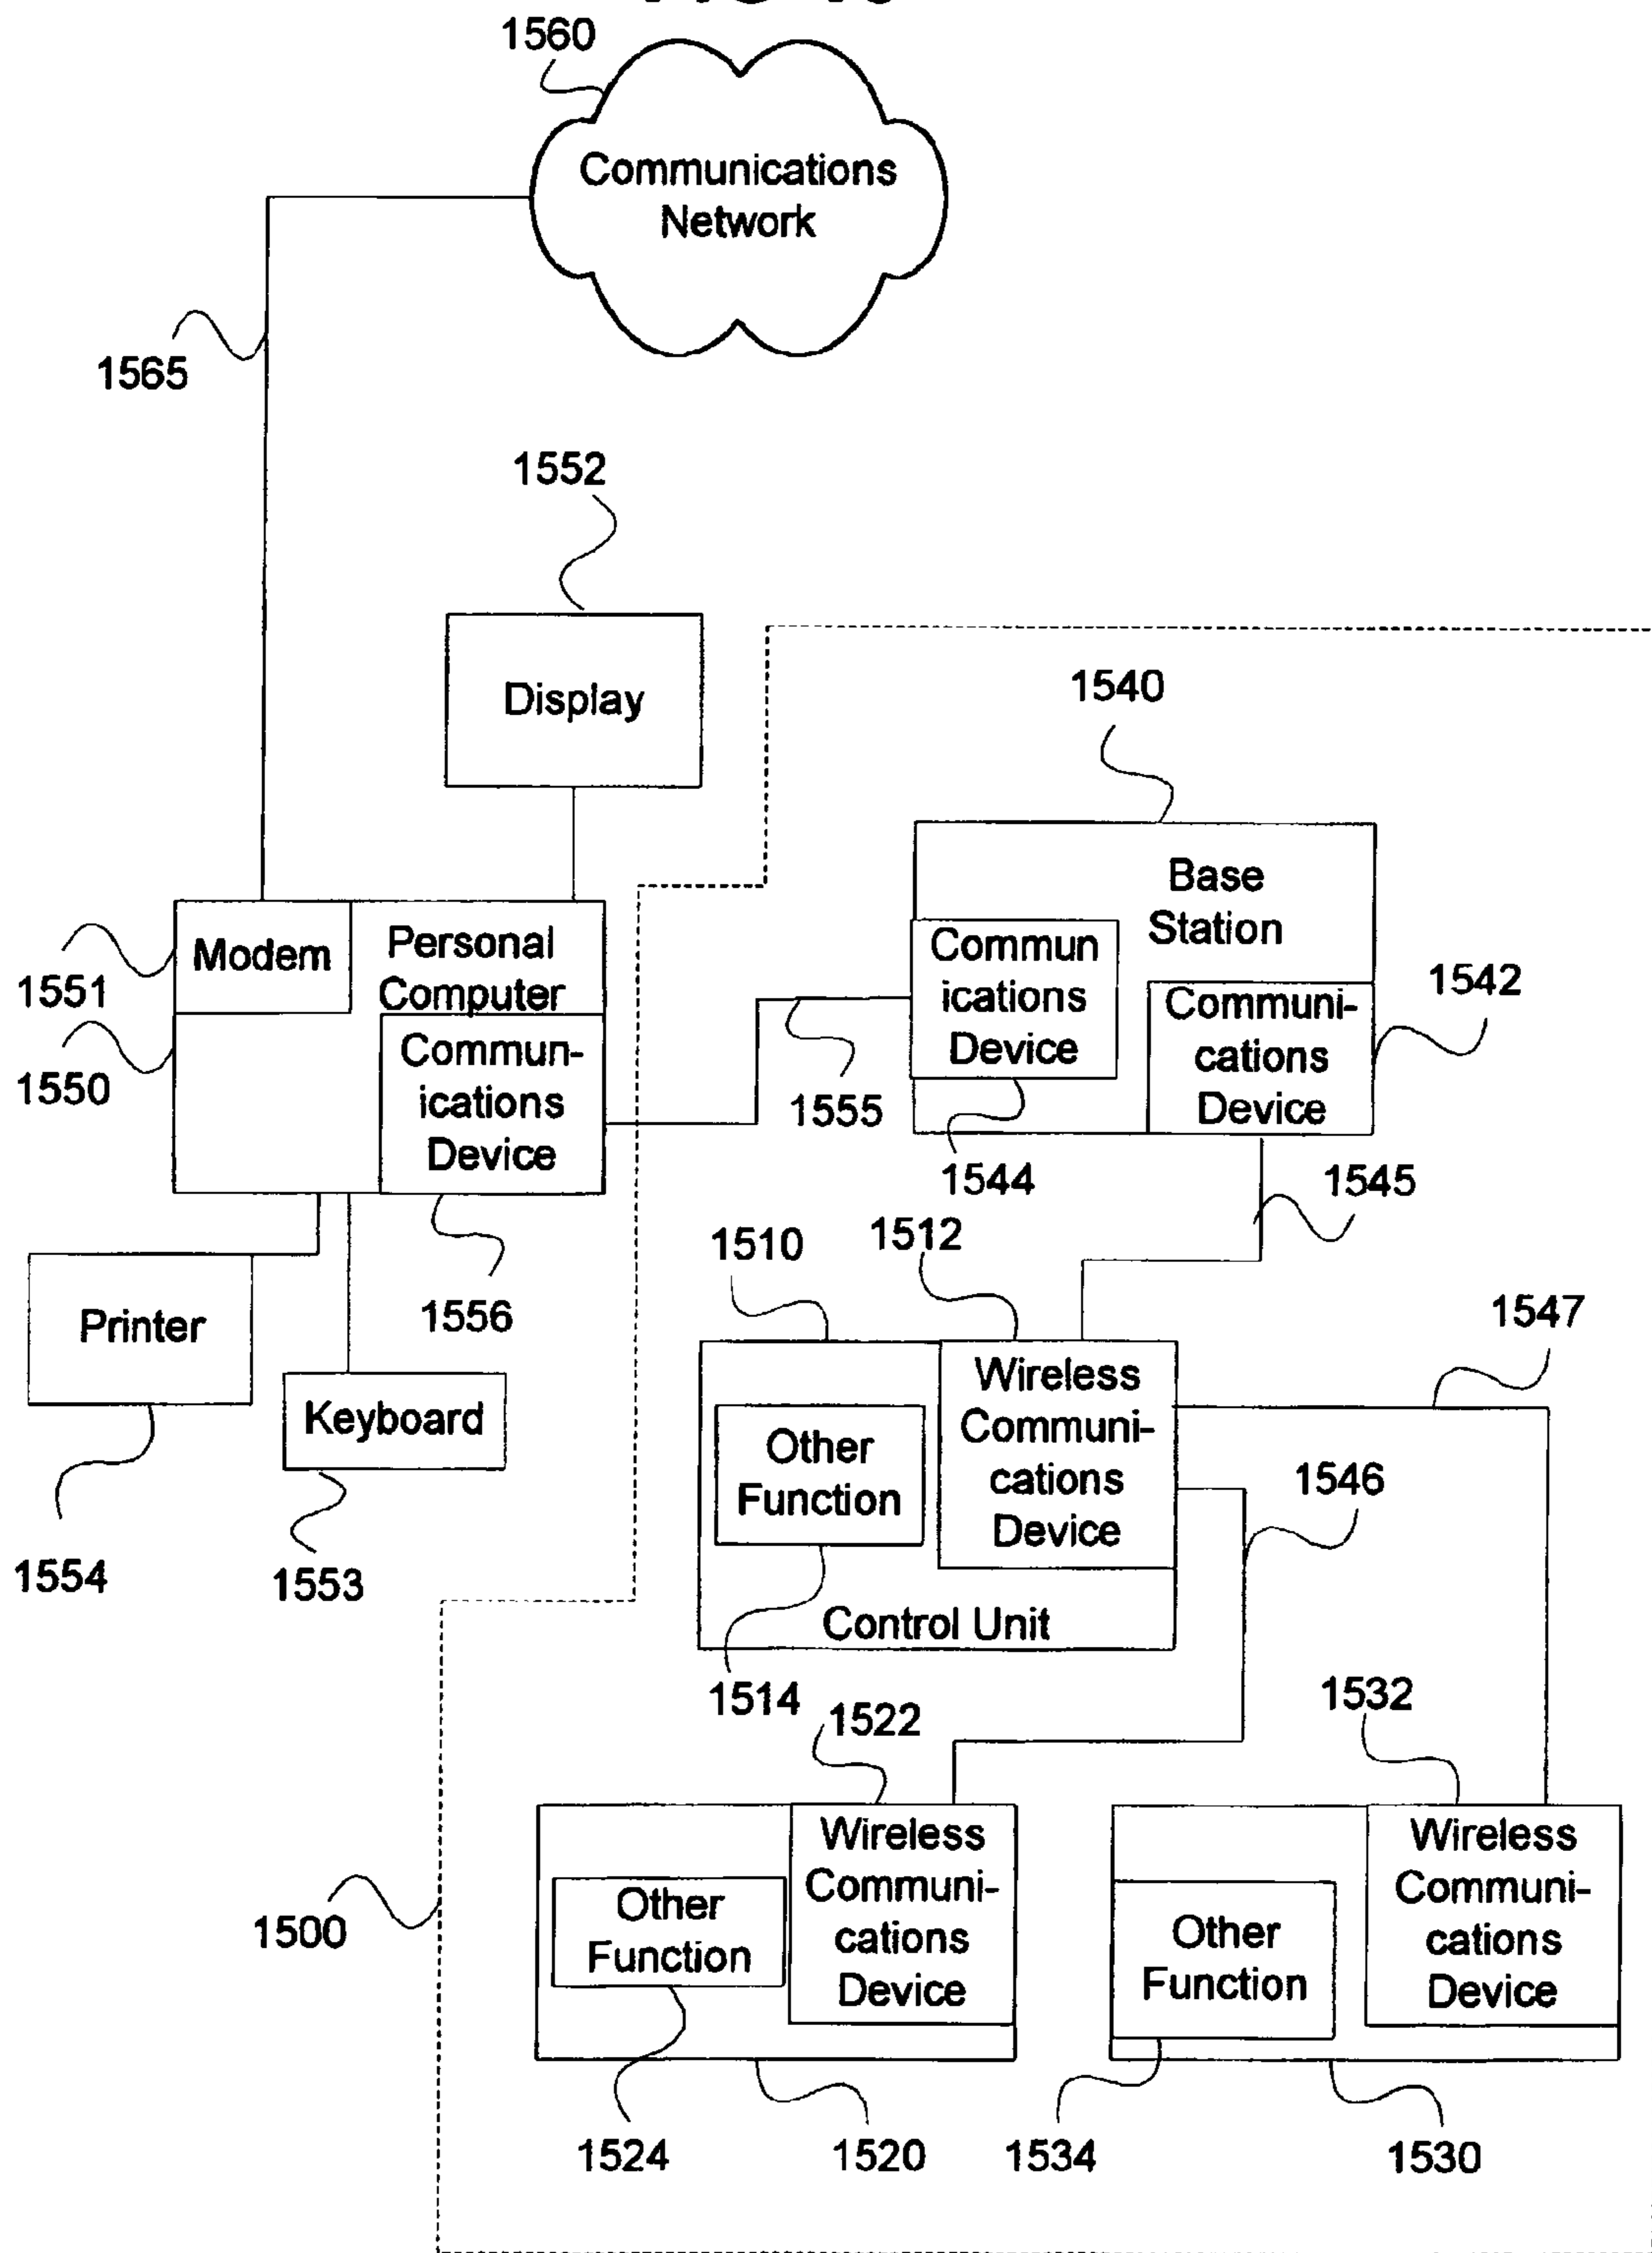 1560
Communications
Network
1565
1552
Display
1540
Base
Station
Modem
Personal
Computer
1551
1550
Commun-
ications
Device
Commun
ications
Device
Communi-
cations
Device
1542
1555
1544
1545
1556
Printer
Keyboard
1554
1553
1510
1512
1547
Wireless
Communi-
cations
Device
Other
Function
1546
Control Unit
1514
1522
1532
Wireless
Communi-
cations
Device
Other
Function
Wireless
Communi-
cations
Device
Other
Function
1500
1524
1520
1534
1530